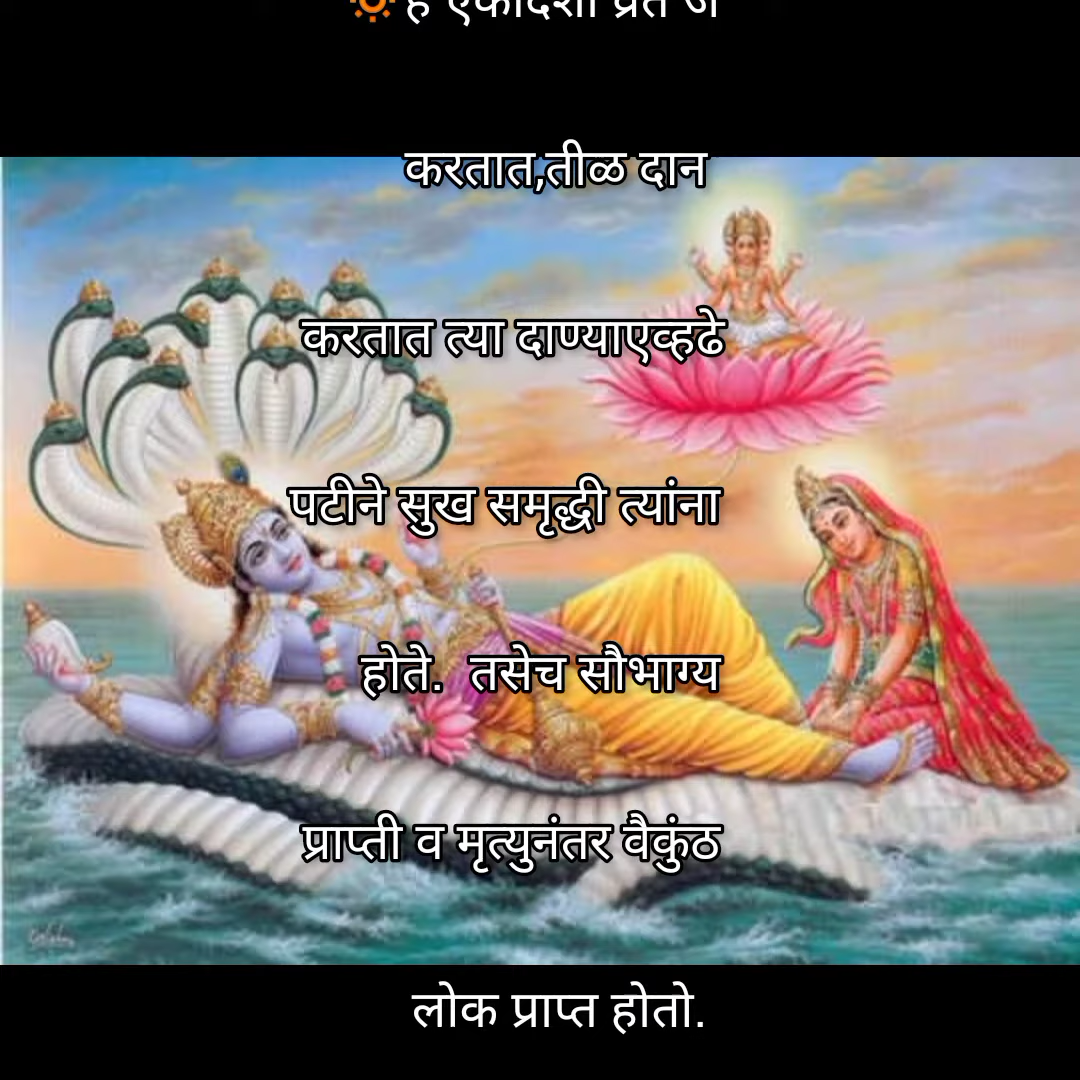 🔆हे एकादशी व्रत जे
करतात,तीळ दान
करतात त्या दाण्याएव्हढे
पटीने सुख समृद्धी त्यांना
होते. तसेच सौभाग्य
प्राप्ती व मृत्युनंतर वैकुंठ
लोक प्राप्त होतो.